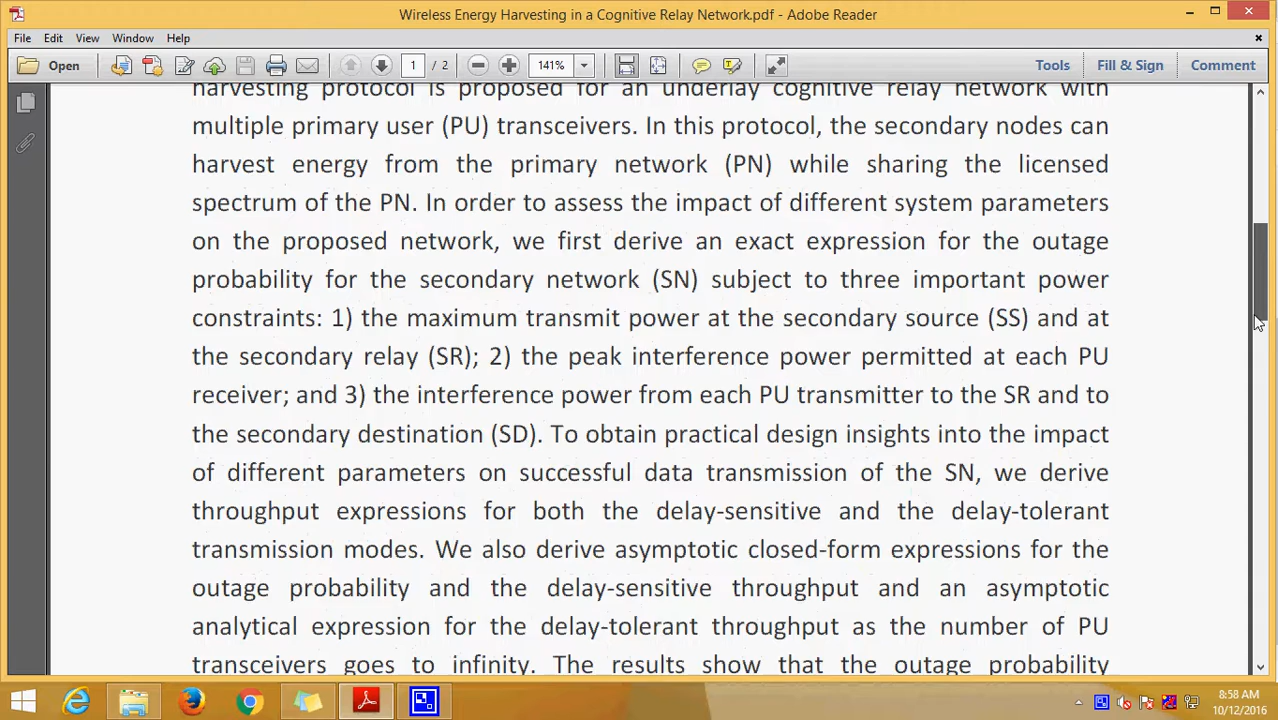 Wireless Energy Harvesting in a Cognitive Relay Network.pdf - Adobe Reader
File Edit View Window Help
Open 1 / 2 141% Tools Fill & Sign Comment
harvesting protocol is proposed for an underlay cognitive relay network with
multiple primary user (PU) transceivers. In this protocol, the secondary nodes can
harvest energy from the primary network (PN) while sharing the licensed
spectrum of the PN. In order to assess the impact of different system parameters
on the proposed network, we first derive an exact expression for the outage
probability for the secondary network (SN) subject to three important power
constraints: 1) the maximum transmit power at the secondary source (SS) and at
the secondary relay (SR); 2) the peak interference power permitted at each PU
receiver; and 3) the interference power from each PU transmitter to the SR and to
the secondary destination (SD). To obtain practical design insights into the impact
of different parameters on successful data transmission of the SN, we derive
throughput expressions for both the delay-sensitive and the delay-tolerant
transmission modes. We also derive asymptotic closed-form expressions for the
outage probability and the delay-sensitive throughput and an asymptotic
analytical expression for the delay-tolerant throughput as the number of PU
transceivers goes to infinity. The results show that the outage probability
8:58 AM
10/12/2016